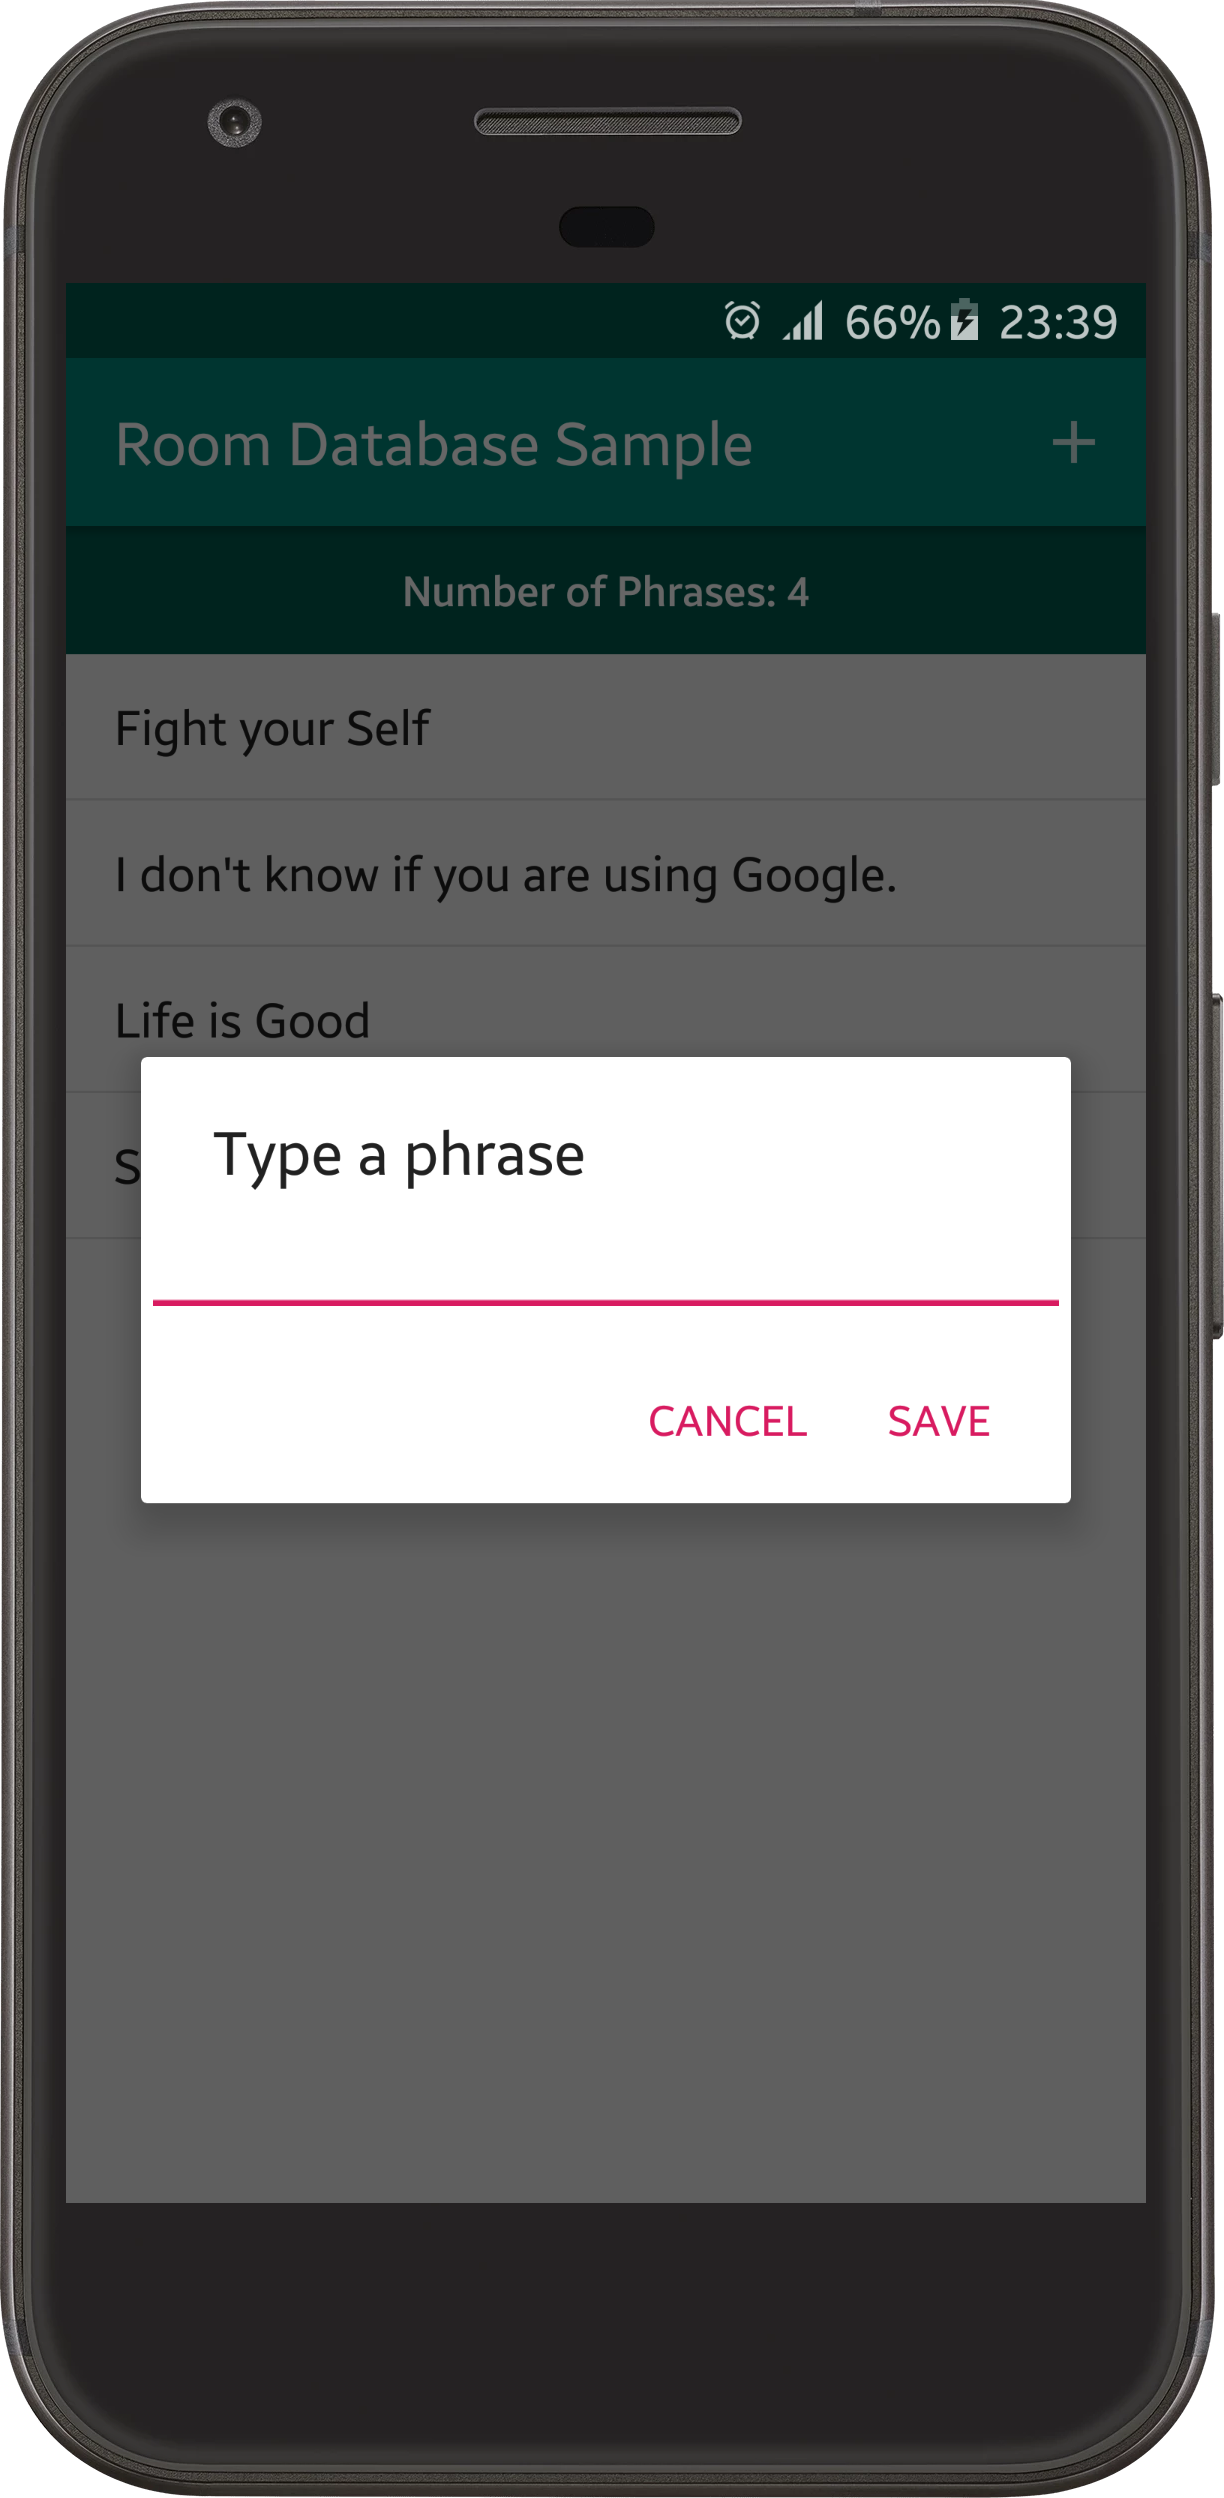 66% 23:39
Room Database Sample +
Number of Phrases: 4
Fight your Self
I don't know if you are using Google.
Life is Good
S
Type a phrase
CANCEL SAVE